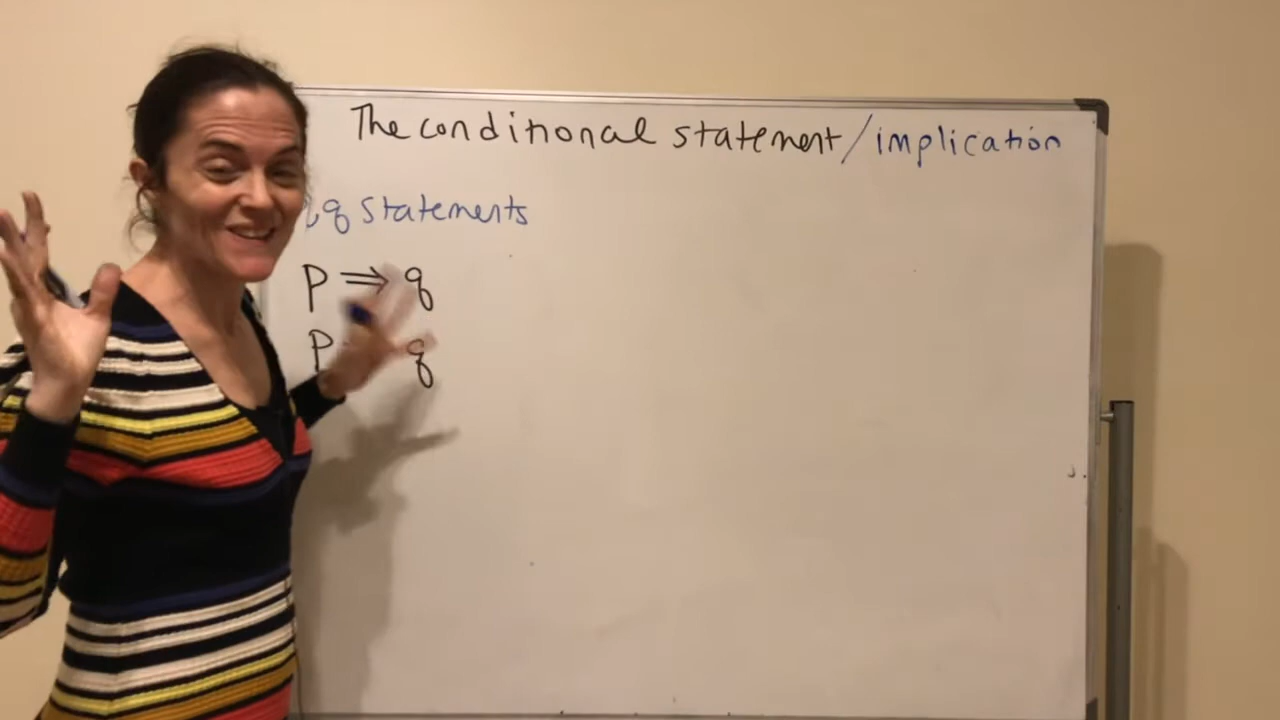 The conditional statement/implication
q statements
P ⇒ q
P q